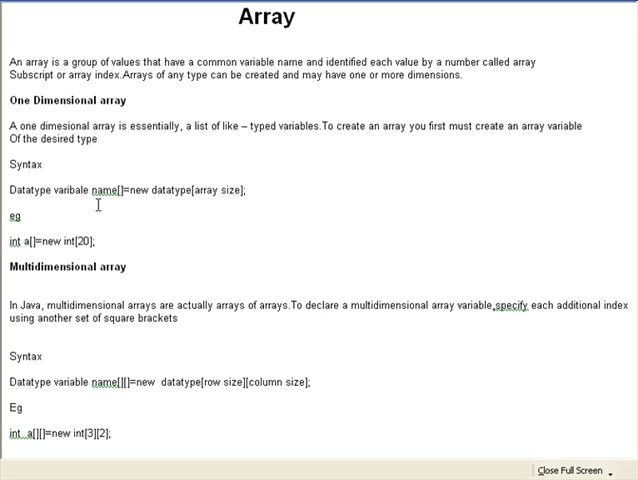 Array
An array is a group of values that have a common variable name and identified each value by a number called array
Subscript or array index.Arrays of any type can be created and may have one or more dimensions.
One Dimensional array
A one dimesional array is essentially, a list of like – typed variables.To create an array you first must create an array variable
Of the desired type
Syntax
Datatype varibale name[]=new datatype[array size];
eg
int a[]=new int[20];
Multidimensional array
In Java, multidimensional arrays are actually arrays of arrays.To declare a multidimensional array variable,specify each additional index
using another set of square brackets
Syntax
Datatype variable name[][]=new  datatype[row size][column size];
Eg
int  a[][]=new int[3][2];
Close Full Screen